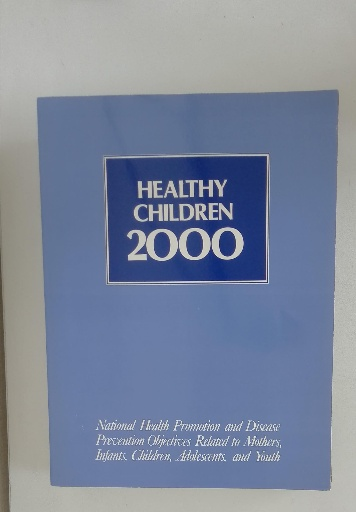 HEALTHY
CHILDREN
2000
National Health Promotion and Disease
Prevention Objectives Related to Mothers,
Infants, Children, Adolescents, and Youth